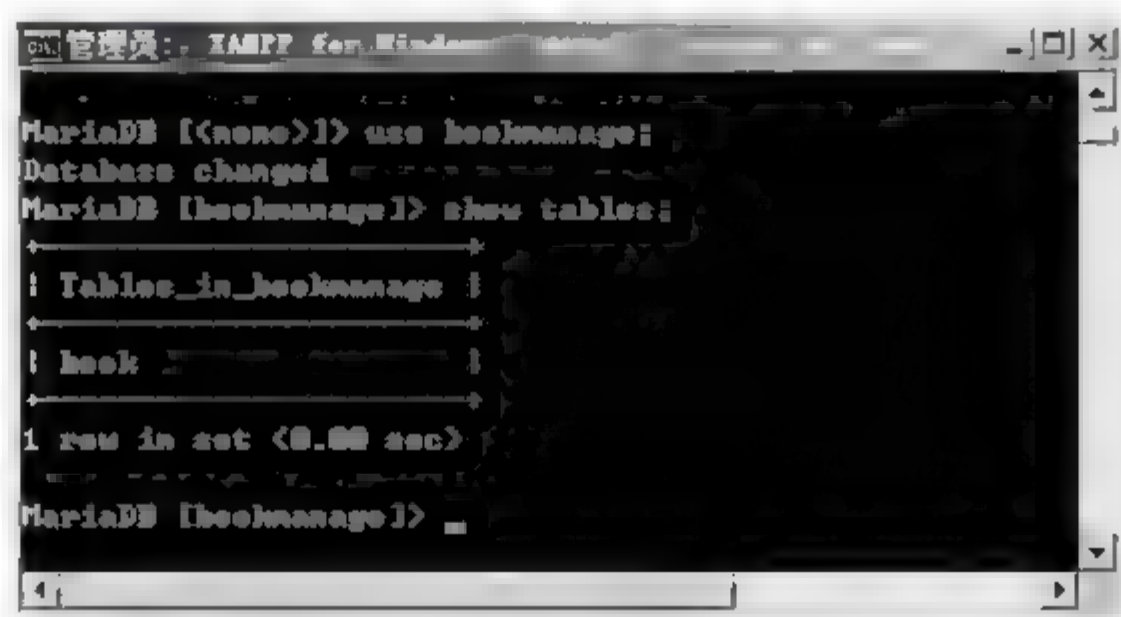 管理员: XAMPP for Windows
MariaDB [(none)]> use bookmanage;
Database changed
MariaDB [bookmanage]> show tables;
+----------------------+
| Tables_in_bookmanage |
+----------------------+
| book                 |
+----------------------+
1 row in set (0.00 sec)
MariaDB [bookmanage]> _